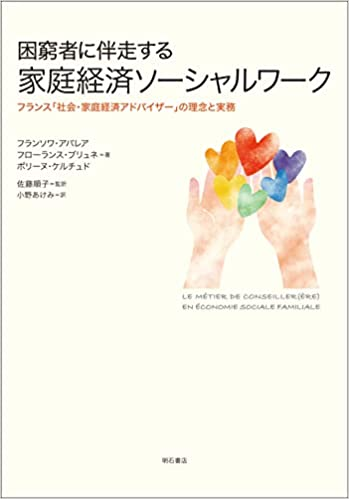 困窮者に伴走する
家庭経済ソーシャルワーク
フランス「社会・家庭経済アドバイザー」の理念と実務
フランソワ・アバレア
フローランス・ブリュネ=著
ポリーヌ・ケルチュド
佐藤順子=監訳
小野あけみ=訳
LE MÉTIER DE CONSEILLER(ÈRE)
EN ÉCONOMIE SOCIALE FAMILIALE
明石書店